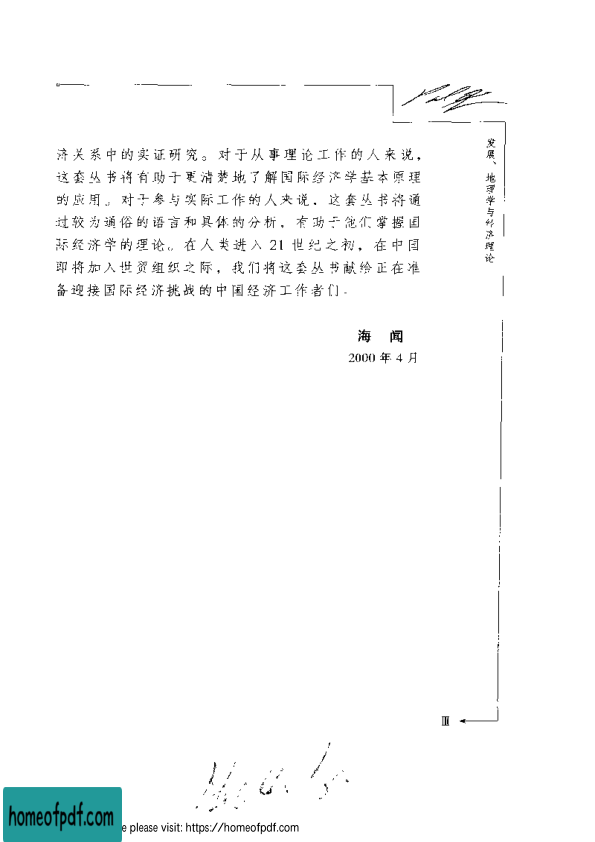 济关系中的实证研究。对于从事理论工作的人来说，
这套丛书将有助于更清楚地了解国际经济学基本原理
的应用。对于参与实际工作的人来说，这套丛书将通
过较为通俗的语言和具体的分析，有助于他们掌握国
际经济学的理论。在人类进入 21 世纪之初，在中国
即将加入世贸组织之际，我们将这套丛书献给正在准
备迎接国际经济挑战的中国经济工作者们。
海 闻
2000 年 4 月
发展、地理学与经济理论
Ⅲ
homeofpdf.com
e please visit: https://homeofpdf.com